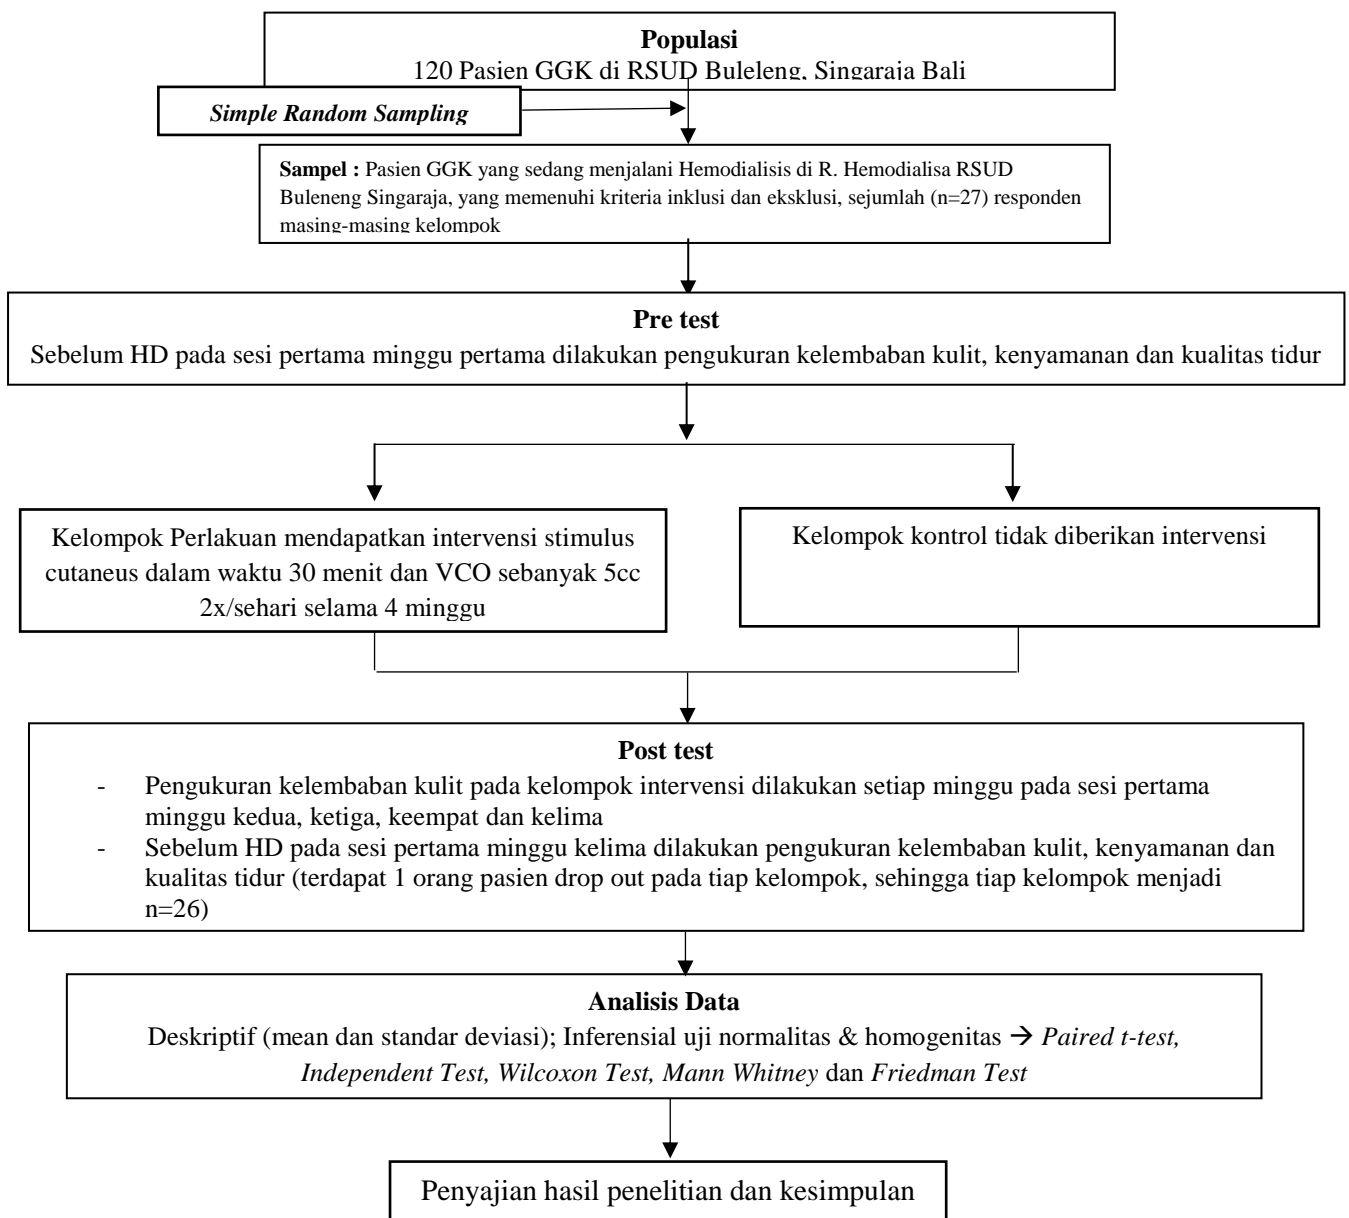 Populasi
120 Pasien GGK di RSUD Buleleng, Singaraja Bali
Simple Random Sampling
Sampel : Pasien GGK yang sedang menjalani Hemodialisis di R. Hemodialisa RSUD
Buleneng Singaraja, yang memenuhi kriteria inklusi dan eksklusi, sejumlah (n=27) responden
masing-masing kelompok
Pre test
Sebelum HD pada sesi pertama minggu pertama dilakukan pengukuran kelembaban kulit, kenyamanan dan kualitas tidur
Kelompok Perlakuan mendapatkan intervensi stimulus
cutaneus dalam waktu 30 menit dan VCO sebanyak 5cc
2x/sehari selama 4 minggu
Kelompok kontrol tidak diberikan intervensi
Post test
- Pengukuran kelembaban kulit pada kelompok intervensi dilakukan setiap minggu pada sesi pertama
minggu kedua, ketiga, keempat dan kelima
- Sebelum HD pada sesi pertama minggu kelima dilakukan pengukuran kelembaban kulit, kenyamanan dan
kualitas tidur (terdapat 1 orang pasien drop out pada tiap kelompok, sehingga tiap kelompok menjadi
n=26)
Analisis Data
Deskriptif (mean dan standar deviasi); Inferensial uji normalitas & homogenitas → Paired t-test,
Independent Test, Wilcoxon Test, Mann Whitney dan Friedman Test
Penyajian hasil penelitian dan kesimpulan